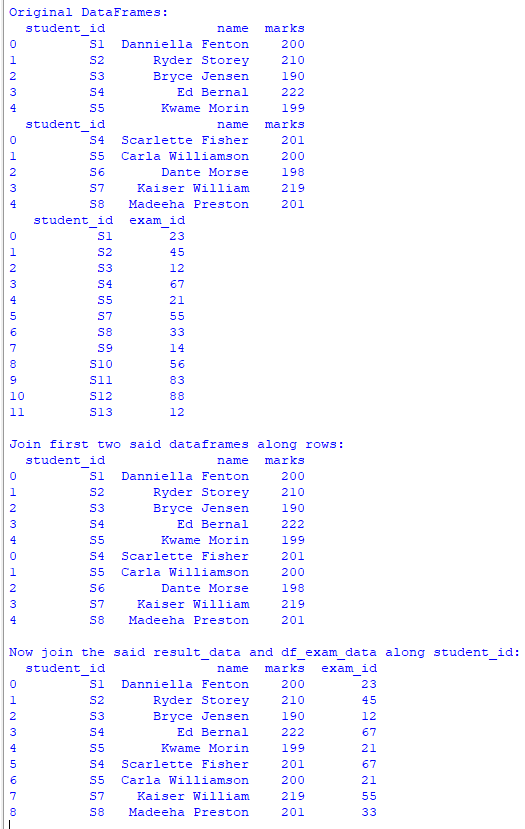 Original DataFrames:
  student_id              name  marks
0         S1  Danniella Fenton    200
1         S2      Ryder Storey    210
2         S3      Bryce Jensen    190
3         S4         Ed Bernal    222
4         S5       Kwame Morin    199
  student_id              name  marks
0         S4  Scarlette Fisher    201
1         S5  Carla Williamson    200
2         S6       Dante Morse    198
3         S7    Kaiser William    219
4         S8   Madeeha Preston    201
   student_id  exam_id
0          S1       23
1          S2       45
2          S3       12
3          S4       67
4          S5       21
5          S7       55
6          S8       33
7          S9       14
8         S10       56
9         S11       83
10        S12       88
11        S13       12
Join first two said dataframes along rows:
  student_id              name  marks
0         S1  Danniella Fenton    200
1         S2      Ryder Storey    210
2         S3      Bryce Jensen    190
3         S4         Ed Bernal    222
4         S5       Kwame Morin    199
0         S4  Scarlette Fisher    201
1         S5  Carla Williamson    200
2         S6       Dante Morse    198
3         S7    Kaiser William    219
4         S8   Madeeha Preston    201
Now join the said result_data and df_exam_data along student_id:
  student_id              name  marks  exam_id
0         S1  Danniella Fenton    200       23
1         S2      Ryder Storey    210       45
2         S3      Bryce Jensen    190       12
3         S4         Ed Bernal    222       67
4         S5       Kwame Morin    199       21
5         S4  Scarlette Fisher    201       67
6         S5  Carla Williamson    200       21
7         S7    Kaiser William    219       55
8         S8   Madeeha Preston    201       33